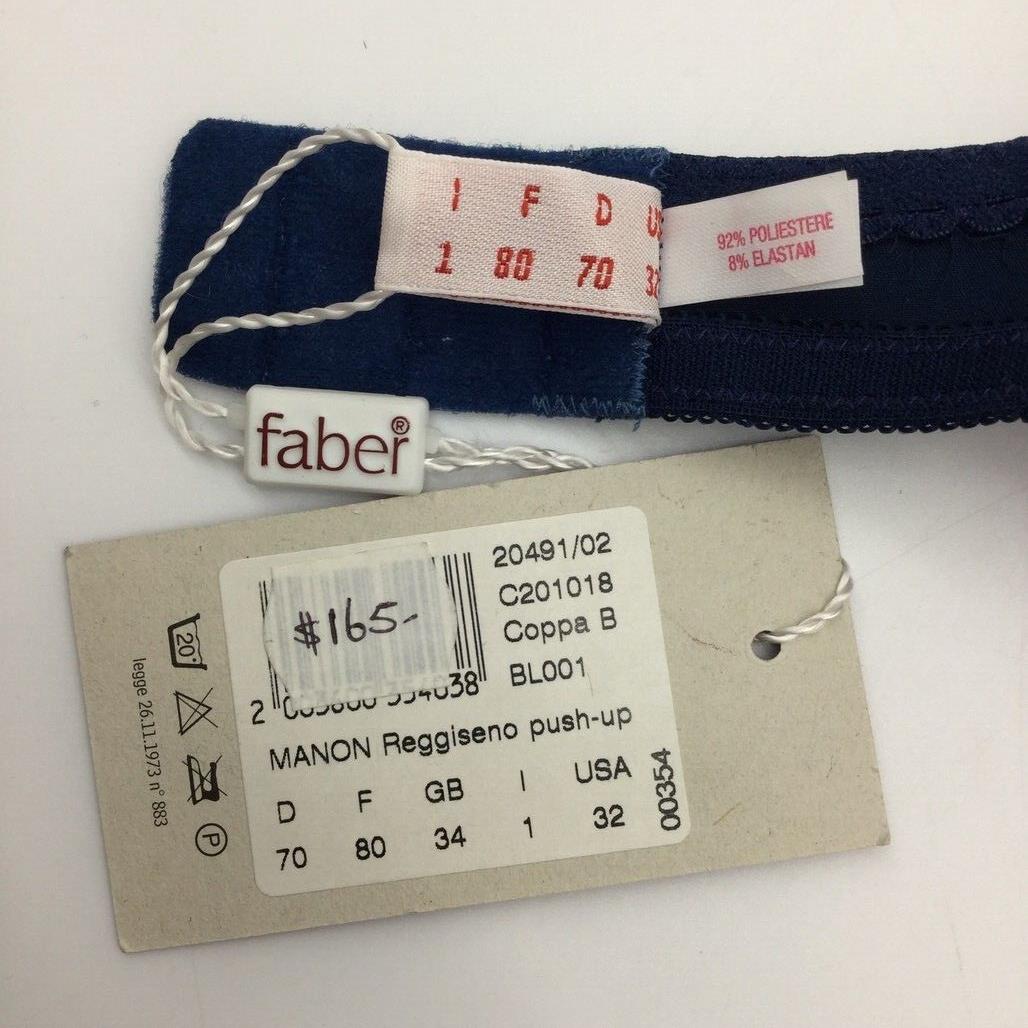 I F D
1 80 70
92% POLIESTERE
8% ELASTAN
faber®
20491/02
C201018
Coppa B
BL001
$165-
2
MANON Reggiseno push-up
D F GB I USA
70 80 34 1 32
00354
20°
P
legge 26.11.1973 n° 883